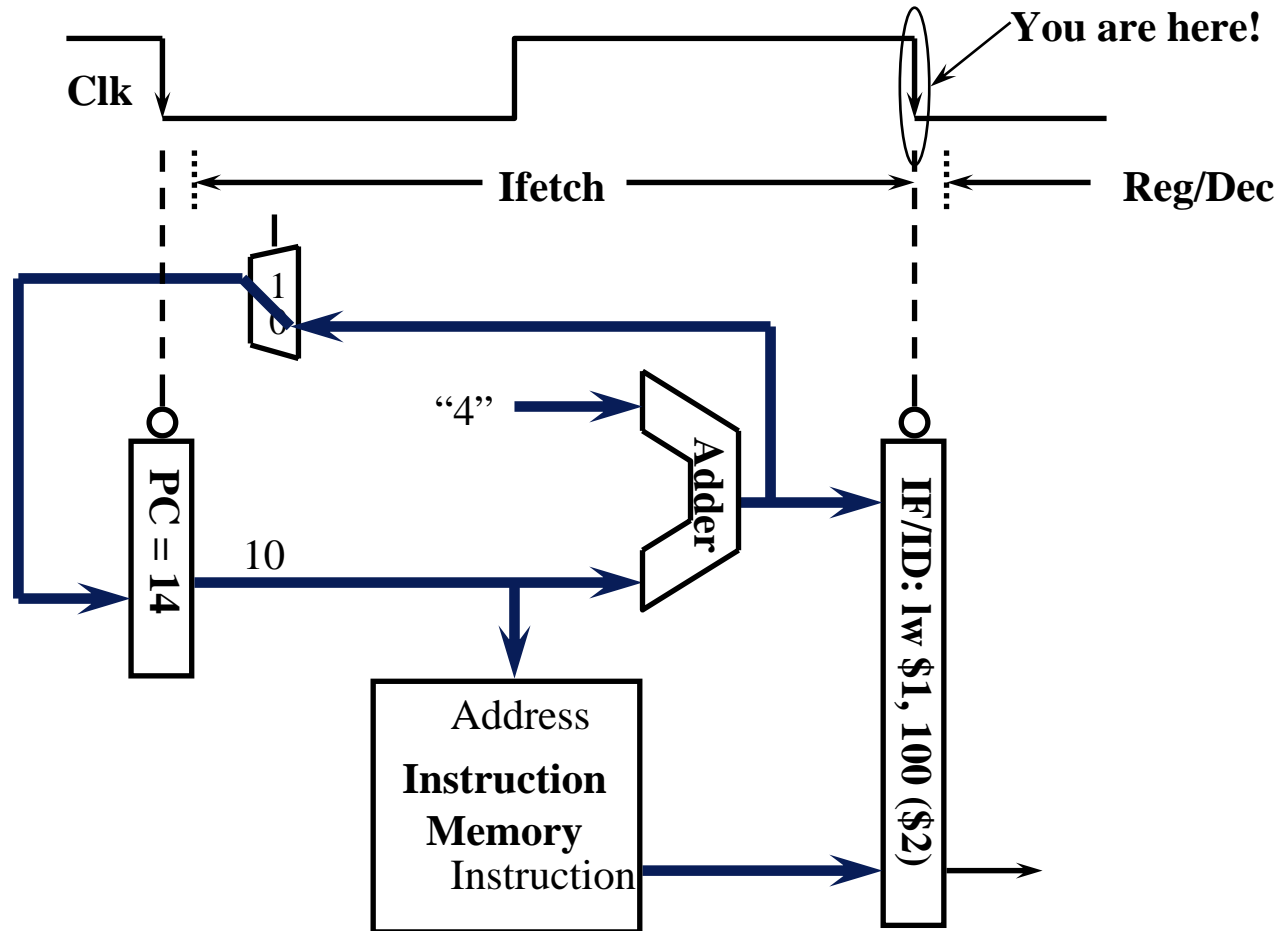 You are here!
Clk
Ifetch
Reg/Dec
1
0
“4”
Adder
PC = 14
10
IF/ID: lw $1, 100 ($2)
Address
Instruction
Memory
Instruction